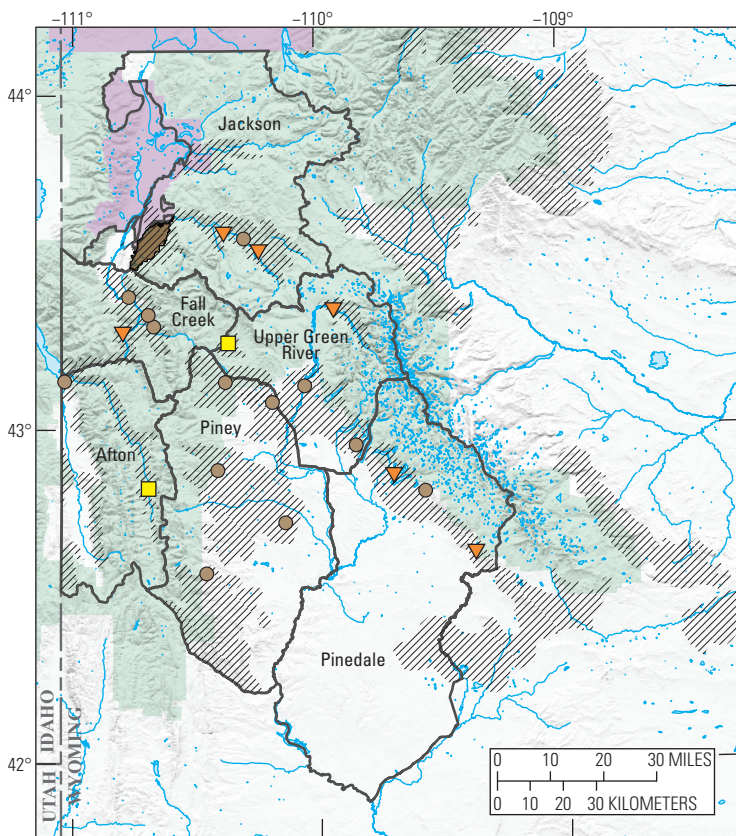 −111° −110° −109°
44°
Jackson
Fall
Creek
Upper Green
River
43°
Piney
Afton
Pinedale
42°
UTAH IDAHO
WYOMING
0 10 20 30 MILES
0 10 20 30 KILOMETERS